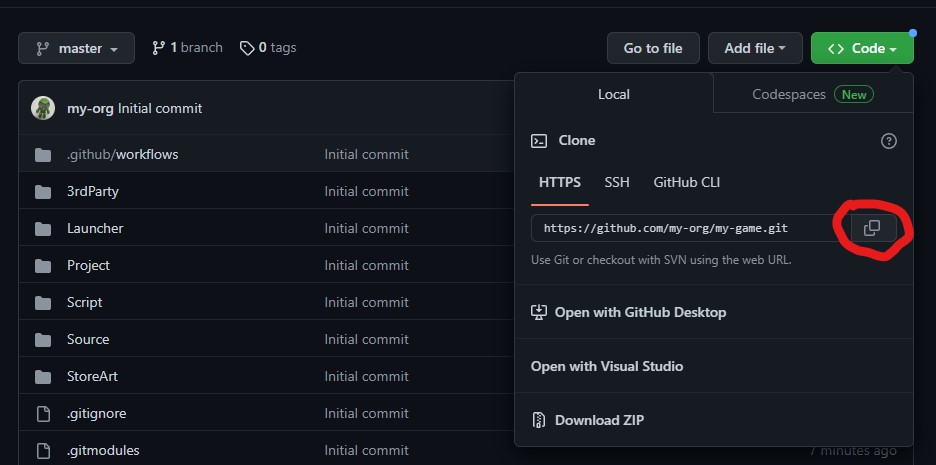 master 1 branch 0 tags Go to file Add file Code
my-org Initial commit
.github/workflows Initial commit
3rdParty Initial commit
Launcher Initial commit
Project Initial commit
Script Initial commit
Source Initial commit
StoreArt Initial commit
.gitignore Initial commit
.gitmodules Initial commit 7 minutes ago
Local Codespaces New
Clone
HTTPS SSH GitHub CLI
https://github.com/my-org/my-game.git
Use Git or checkout with SVN using the web URL.
Open with GitHub Desktop
Open with Visual Studio
Download ZIP